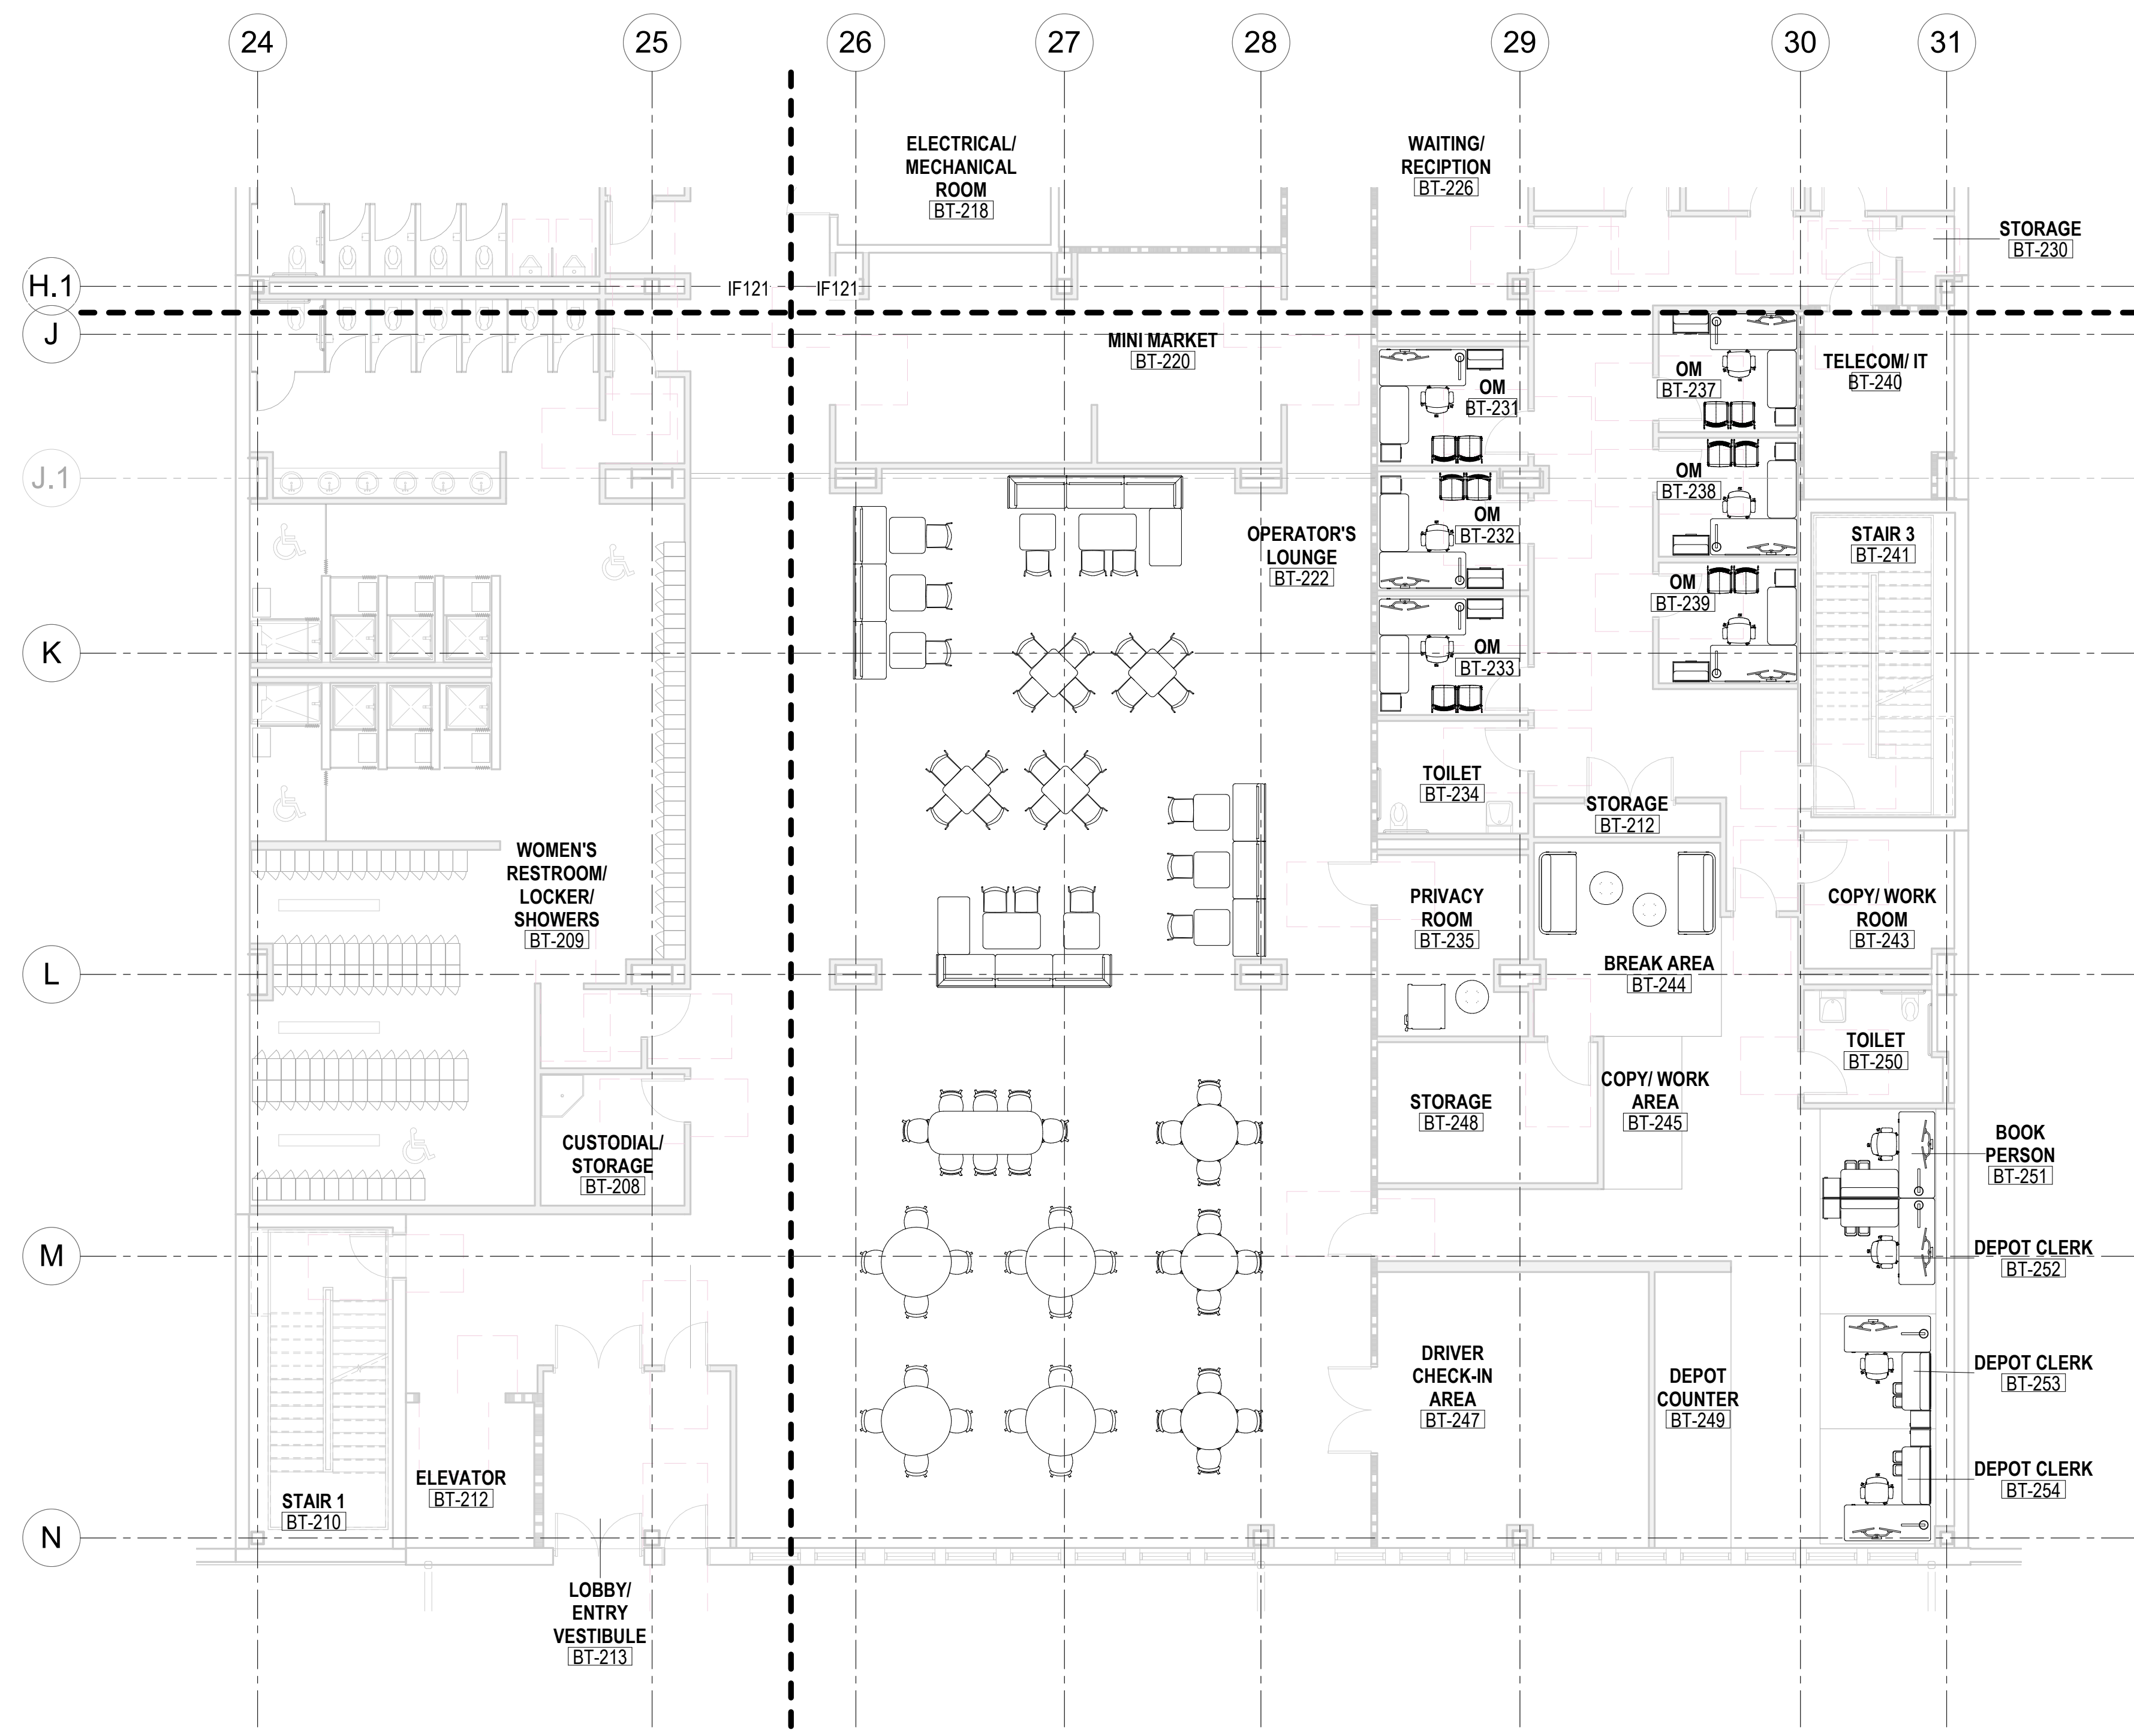 24
25
26
27
28
29
30
31
H.1
J
J.1
K
L
M
N
ELECTRICAL/
MECHANICAL
ROOM
BT-218
WAITING/
RECIPTION
BT-226
STORAGE
BT-230
IF121
IF121
MINI MARKET
BT-220
OM
BT-231
OM
BT-237
TELECOM/ IT
BT-240
OPERATOR'S
LOUNGE
BT-222
OM
BT-232
OM
BT-238
STAIR 3
BT-241
OM
BT-239
OM
BT-233
TOILET
BT-234
STORAGE
BT-212
WOMEN'S
RESTROOM/
LOCKER/
SHOWERS
BT-209
PRIVACY
ROOM
BT-235
COPY/ WORK
ROOM
BT-243
BREAK AREA
BT-244
TOILET
BT-250
COPY/ WORK
AREA
BT-245
STORAGE
BT-248
CUSTODIAL/
STORAGE
BT-208
BOOK
PERSON
BT-251
DEPOT CLERK
BT-252
DRIVER
CHECK-IN
AREA
BT-247
DEPOT
COUNTER
BT-249
DEPOT CLERK
BT-253
DEPOT CLERK
BT-254
ELEVATOR
BT-212
STAIR 1
BT-210
LOBBY/
ENTRY
VESTIBULE
BT-213